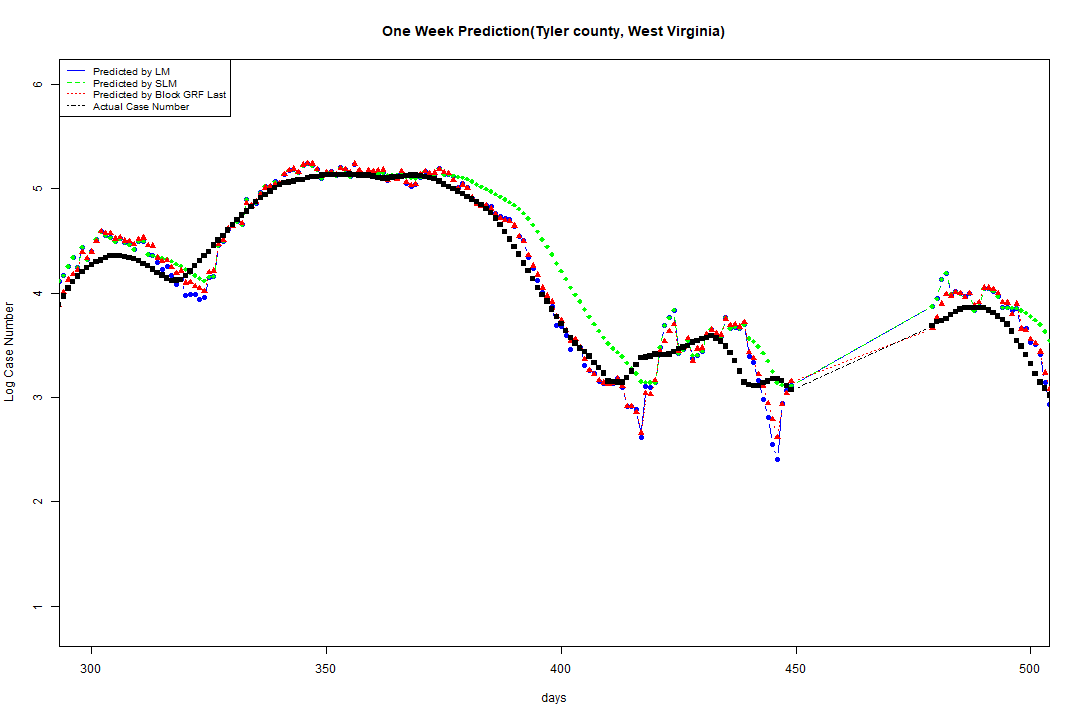 One Week Prediction(Tyler county, West Virginia)
Predicted by LM
Predicted by SLM
Predicted by Block GRF Last
Actual Case Number
6
5
4
3
2
1
Log Case Number
300
350
400
450
500
days